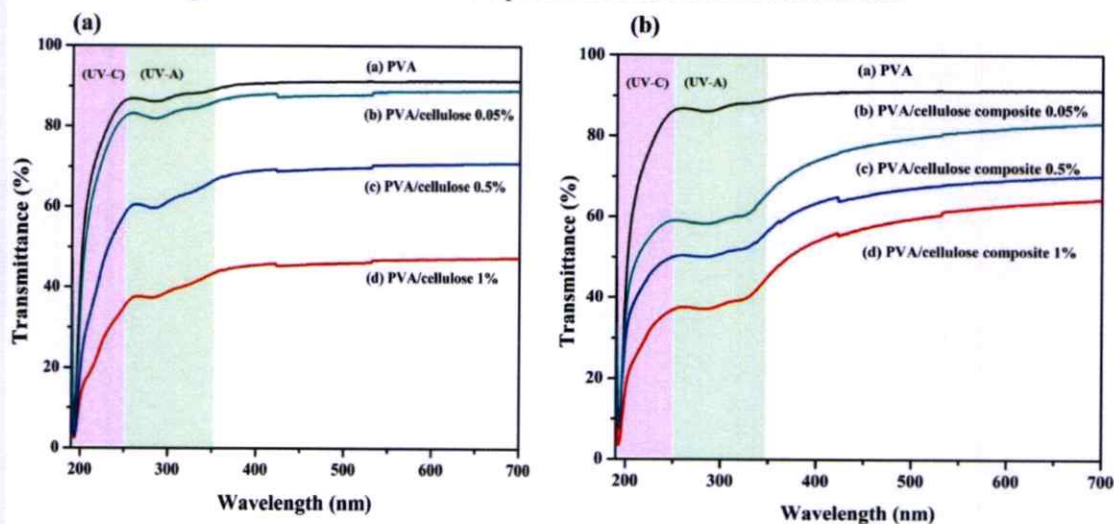 (a)
100
80
60
40
20
0
Transmittance (%)
(UV-C)
(UV-A)
(a) PVA
(b) PVA/cellulose 0.05%
(c) PVA/cellulose 0.5%
(d) PVA/cellulose 1%
200
300
400
500
600
700
Wavelength (nm)
(b)
100
80
60
40
20
0
Transmittance (%)
(UV-C)
(UV-A)
(a) PVA
(b) PVA/cellulose composite 0.05%
(c) PVA/cellulose composite 0.5%
(d) PVA/cellulose composite 1%
200
300
400
500
600
700
Wavelength (nm)